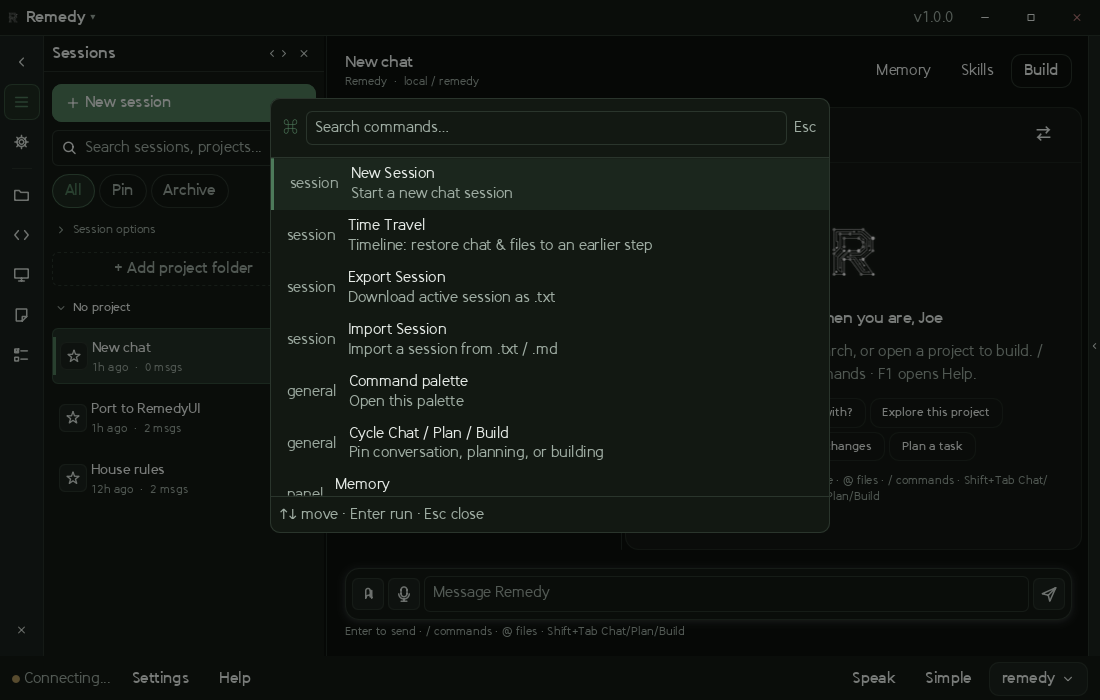 Remedy
v1.0.0
Sessions
New session
Search sessions, projects...
All
Pin
Archive
Session options
+ Add project folder
No project
New chat
1h ago · 0 msgs
Port to RemedyUI
1h ago · 2 msgs
House rules
12h ago · 2 msgs
New chat
Remedy · local / remedy
Memory
Skills
Build
⌘
Search commands...
Esc
session
New Session
Start a new chat session
session
Time Travel
Timeline: restore chat & files to an earlier step
session
Export Session
Download active session as .txt
session
Import Session
Import a session from .txt / .md
general
Command palette
Open this palette
general
Cycle Chat / Plan / Build
Pin conversation, planning, or building
panel
Memory
↑↓ move · Enter run · Esc close
you are, Joe
or open a project to build. /
· F1 opens Help.
with?
Explore this project
Plan a task
· @ files · / commands · Shift+Tab Chat/
Plan/Build
Message Remedy
Enter to send · / commands · @ files · Shift+Tab Chat/Plan/Build
Connecting...
Settings
Help
Speak
Simple
remedy